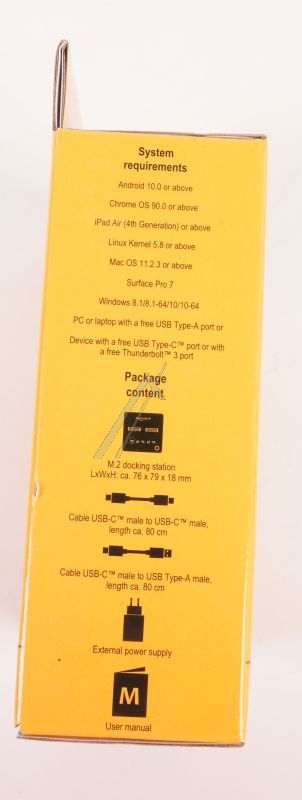 System
requirements
Android 10.0 or above
Chrome OS 90.0 or above
iPad Air (4th Generation) or above
Linux Kernel 5.8 or above
Mac OS 11.2.3 or above
Surface Pro 7
Windows 8.1/8.1-64/10/10-64
PC or laptop with a free USB Type-A port or
Device with a free USB Type-C™ port or with
a free Thunderbolt™ 3 port
Package
content
M.2 docking station
LxWxH: ca. 76 x 79 x 18 mm
Cable USB-C™ male to USB-C™ male,
length ca. 80 cm
Cable USB-C™ male to USB Type-A male,
length ca. 80 cm
External power supply
M
User manual